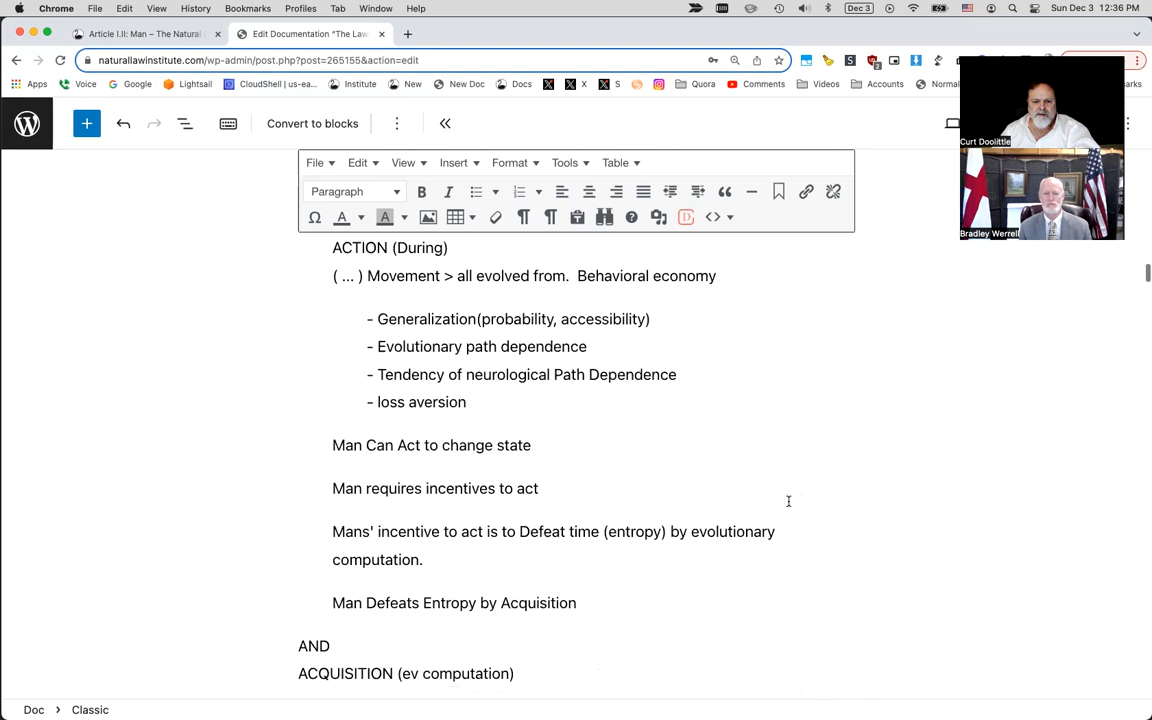 Chrome File Edit View History Bookmarks Profiles Tab Window Help Dec 3 Sun Dec 3 12:36 PM
Article I.II: Man – The Natural Edit Documentation “The Law
naturallawinstitute.com/wp-admin/post.php?post=265155&action=edit
Apps Voice Google Lightsail CloudShell | us-ea... Institute New New Doc Docs X S Quora Comments Videos Accounts Normal marks
Convert to blocks
Curt Doolittle
Bradley Werrell
File Edit View Insert Format Tools Table
Paragraph B I
ACTION (During)
( ... ) Movement > all evolved from. Behavioral economy
- Generalization(probability, accessibility)
- Evolutionary path dependence
- Tendency of neurological Path Dependence
- loss aversion
Man Can Act to change state
Man requires incentives to act
Mans' incentive to act is to Defeat time (entropy) by evolutionary
computation.
Man Defeats Entropy by Acquisition
AND
ACQUISITION (ev computation)
Doc > Classic